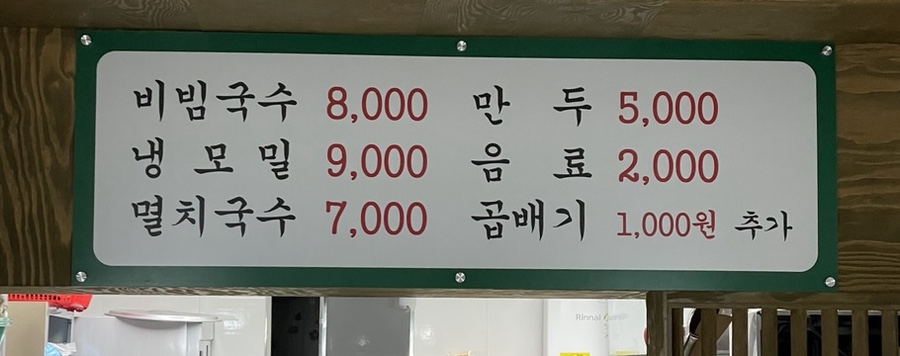 비빔국수 8,000 만 두 5,000
냉 모 밀 9,000 음 료 2,000
멸치국수 7,000 곱배기 1,000원 추가
Rinnai